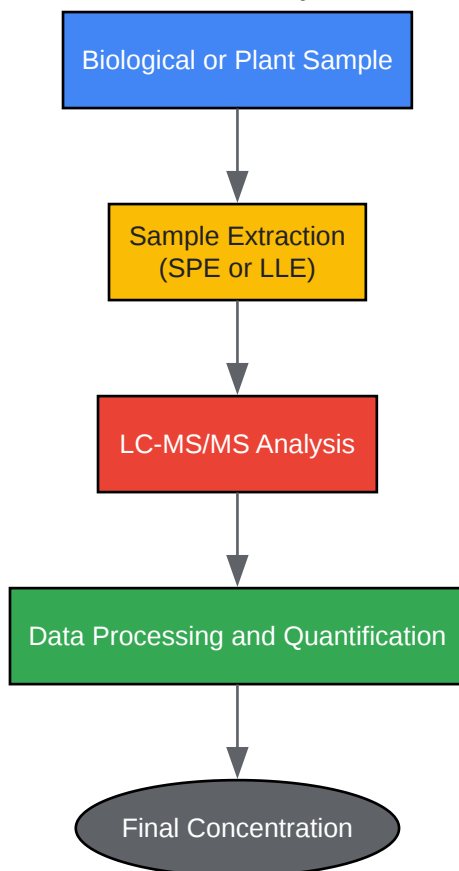 Biological or Plant Sample
Sample Extraction
(SPE or LLE)
LC-MS/MS Analysis
Data Processing and Quantification
Final Concentration